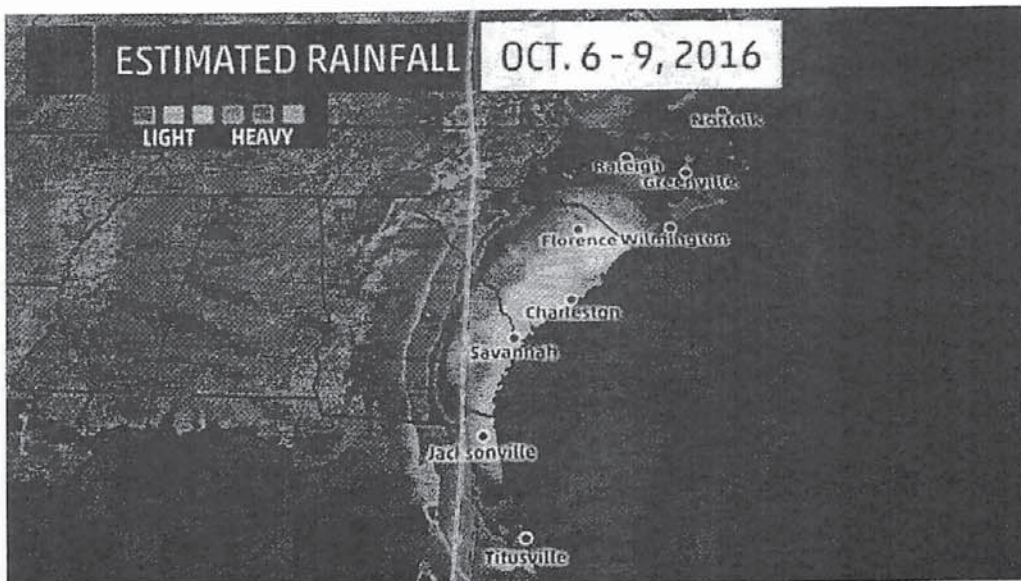 ESTIMATED RAINFALL OCT. 6 - 9, 2016
LIGHT HEAVY
Norfolk
Raleigh
Greenville
Florence Wilmington
Charleston
Savannah
Jacksonville
Titusville